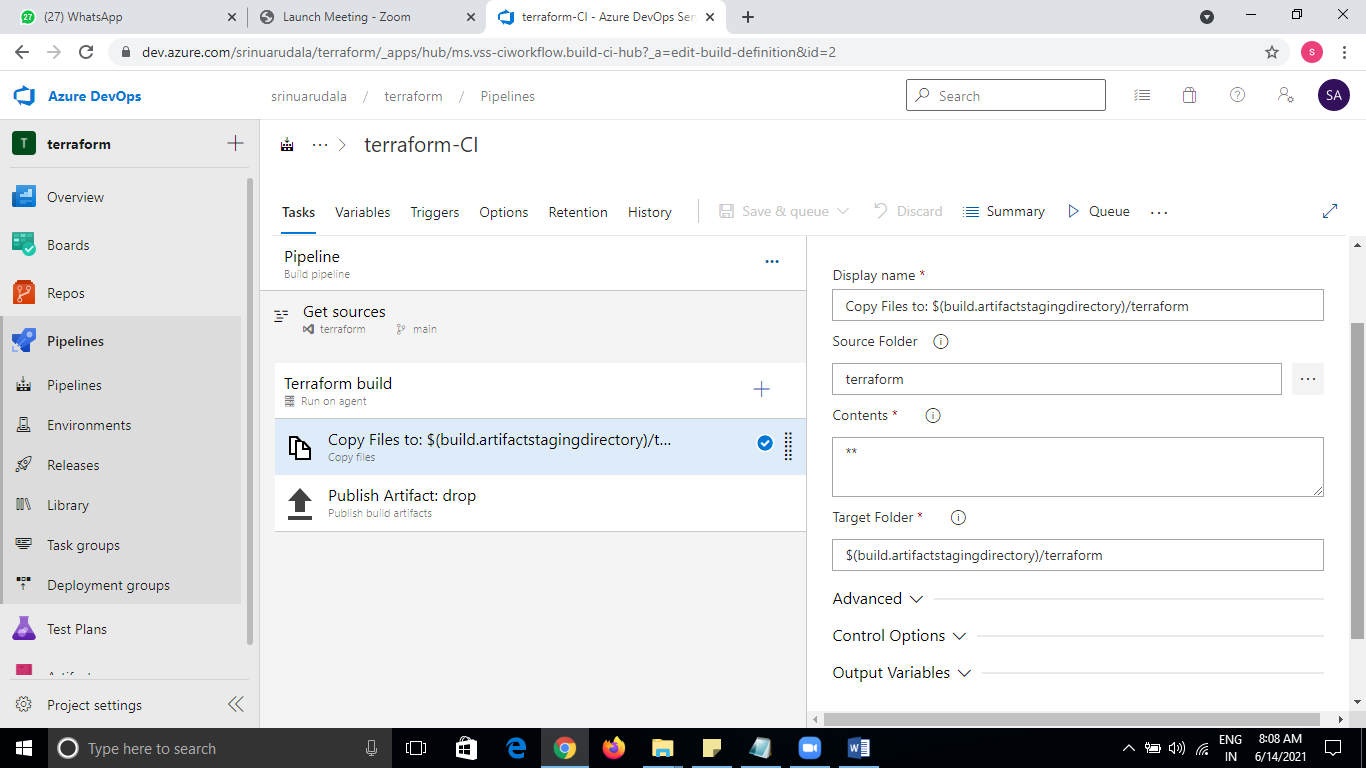 27
(27) WhatsApp
Launch Meeting - Zoom
terraform-CI - Azure DevOps Ser
dev.azure.com/srinuarudala/terraform/_apps/hub/ms.vss-ciworkflow.build-ci-hub?_a=edit-build-definition&id=2
s
Azure DevOps
srinuarudala / terraform / Pipelines
Search
SA
T
terraform
Overview
Boards
Repos
Pipelines
Pipelines
Environments
Releases
Library
Task groups
Deployment groups
Test Plans
Project settings
terraform-CI
Tasks Variables Triggers Options Retention History
Save & queue Discard Summary Queue ...
Pipeline
Build pipeline
Get sources
terraform main
Terraform build
Run on agent
Copy Files to: $(build.artifactstagingdirectory)/t...
Copy files
Publish Artifact: drop
Publish build artifacts
Display name *
Copy Files to: $(build.artifactstagingdirectory)/terraform
Source Folder
terraform
Contents *
**
Target Folder *
$(build.artifactstagingdirectory)/terraform
Advanced
Control Options
Output Variables
Type here to search
ENG
IN
8:08 AM
6/14/2021